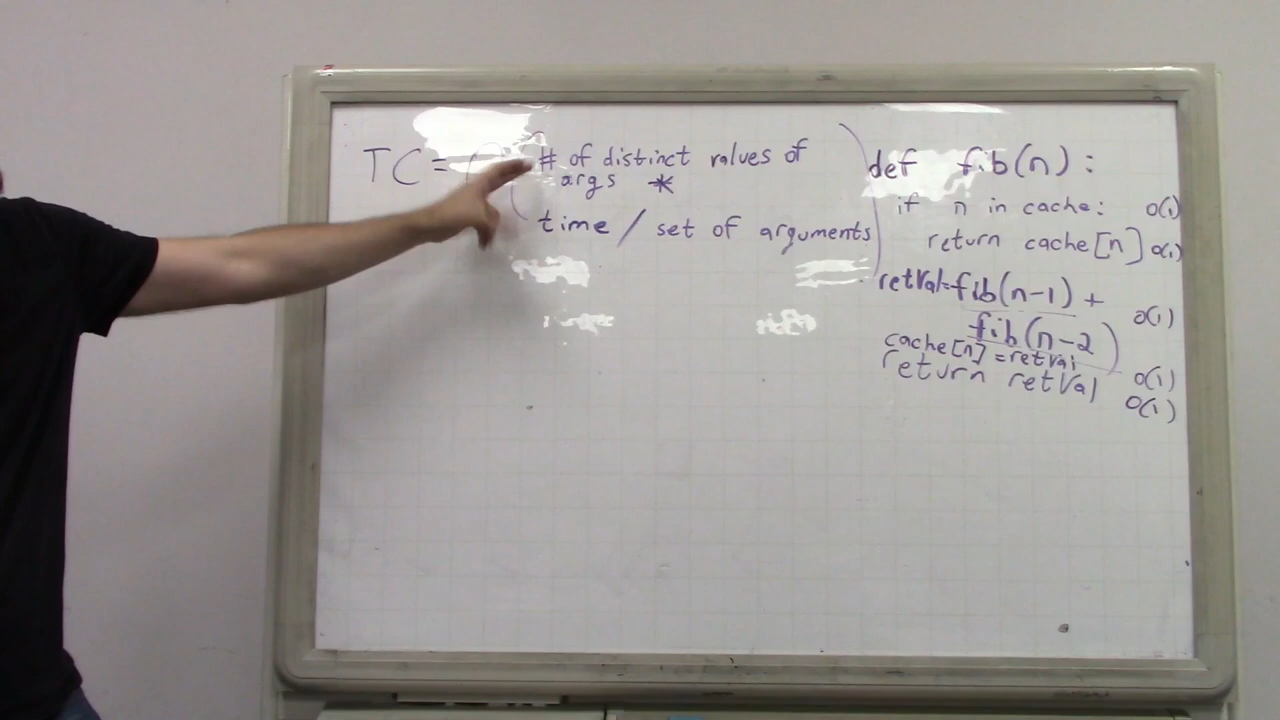 TC = O( # of distinct values of
args *
time / set of arguments )
def fib(n):
if n in cache: O(1)
return cache[n] O(1)
retVal=fib(n-1) +
fib(n-2) O(1)
cache[n] = retVal O(1)
return retVal O(1)